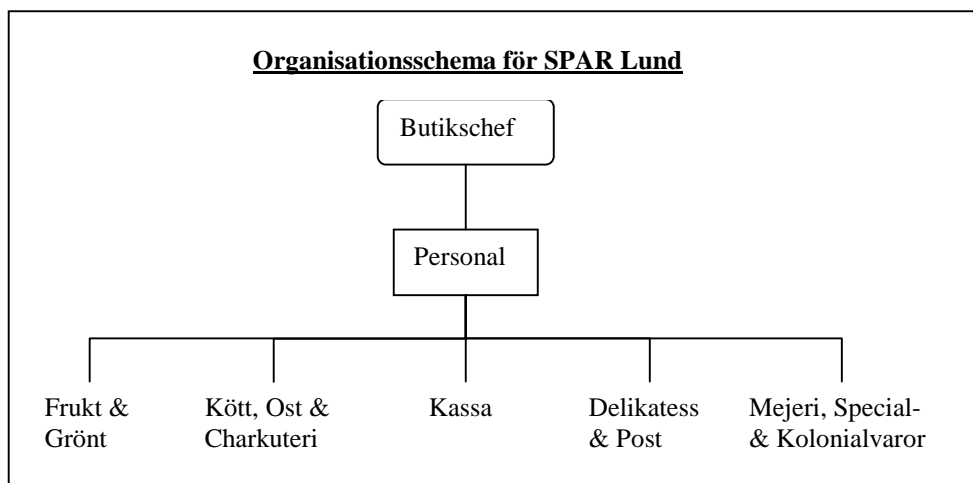 Organisationsschema för SPAR Lund
Butikschef
Personal
Frukt &
Grönt
Kött, Ost &
Charkuteri
Kassa
Delikatess
& Post
Mejeri, Special-
& Kolonialvaror